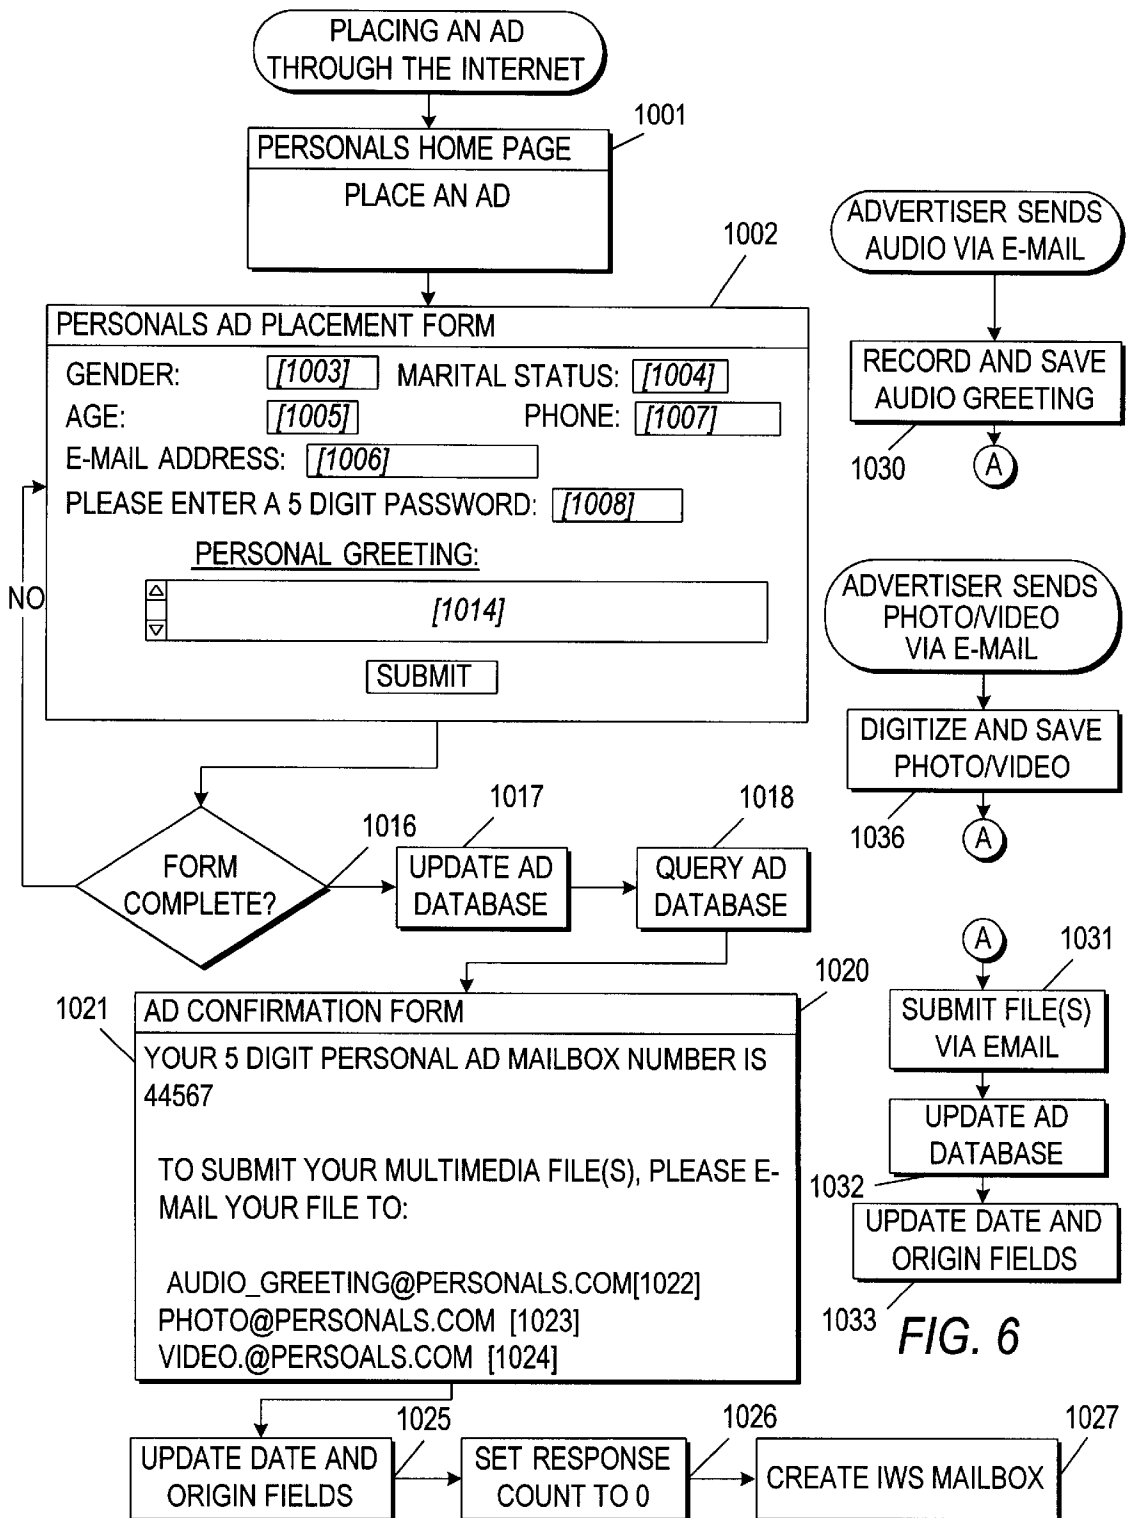 PLACING AN AD
THROUGH THE INTERNET
1001
PERSONALS HOME PAGE
PLACE AN AD
1002
PERSONALS AD PLACEMENT FORM
GENDER: [1003] MARITAL STATUS: [1004]
AGE: [1005] PHONE: [1007]
E-MAIL ADDRESS: [1006]
PLEASE ENTER A 5 DIGIT PASSWORD: [1008]
PERSONAL GREETING:
[1014]
SUBMIT
NO
FORM
COMPLETE?
1016
1017
UPDATE AD
DATABASE
1018
QUERY AD
DATABASE
1020
1021
AD CONFIRMATION FORM
YOUR 5 DIGIT PERSONAL AD MAILBOX NUMBER IS
44567
TO SUBMIT YOUR MULTIMEDIA FILE(S), PLEASE E-
MAIL YOUR FILE TO:
AUDIO_GREETING@PERSONALS.COM[1022]
PHOTO@PERSONALS.COM [1023]
VIDEO.@PERSOALS.COM [1024]
1025
UPDATE DATE AND
ORIGIN FIELDS
1026
SET RESPONSE
COUNT TO 0
1027
CREATE IWS MAILBOX
ADVERTISER SENDS
AUDIO VIA E-MAIL
RECORD AND SAVE
AUDIO GREETING
1030
A
ADVERTISER SENDS
PHOTO/VIDEO
VIA E-MAIL
DIGITIZE AND SAVE
PHOTO/VIDEO
1036
A
A
1031
SUBMIT FILE(S)
VIA EMAIL
UPDATE AD
DATABASE
1032
UPDATE DATE AND
ORIGIN FIELDS
1033
FIG. 6